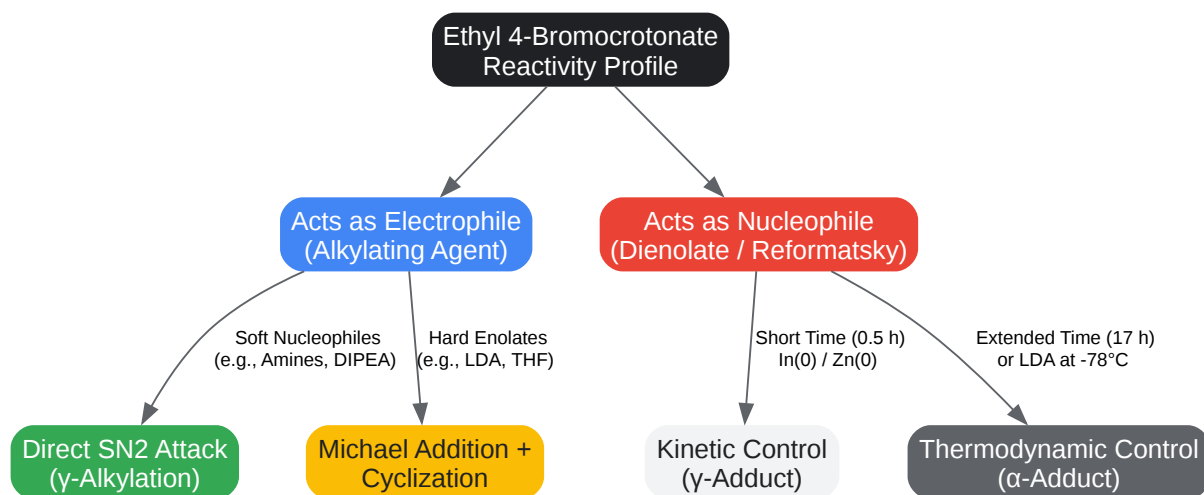 Ethyl 4-Bromocrotonate
Reactivity Profile
Acts as Electrophile
(Alkylating Agent)
Acts as Nucleophile
(Dienolate / Reformatsky)
Soft Nucleophiles
(e.g., Amines, DIPEA)
Hard Enolates
(e.g., LDA, THF)
Short Time (0.5 h)
In(0) / Zn(0)
Extended Time (17 h)
or LDA at -78°C
Direct SN2 Attack
(γ-Alkylation)
Michael Addition +
Cyclization
Kinetic Control
(γ-Adduct)
Thermodynamic Control
(α-Adduct)